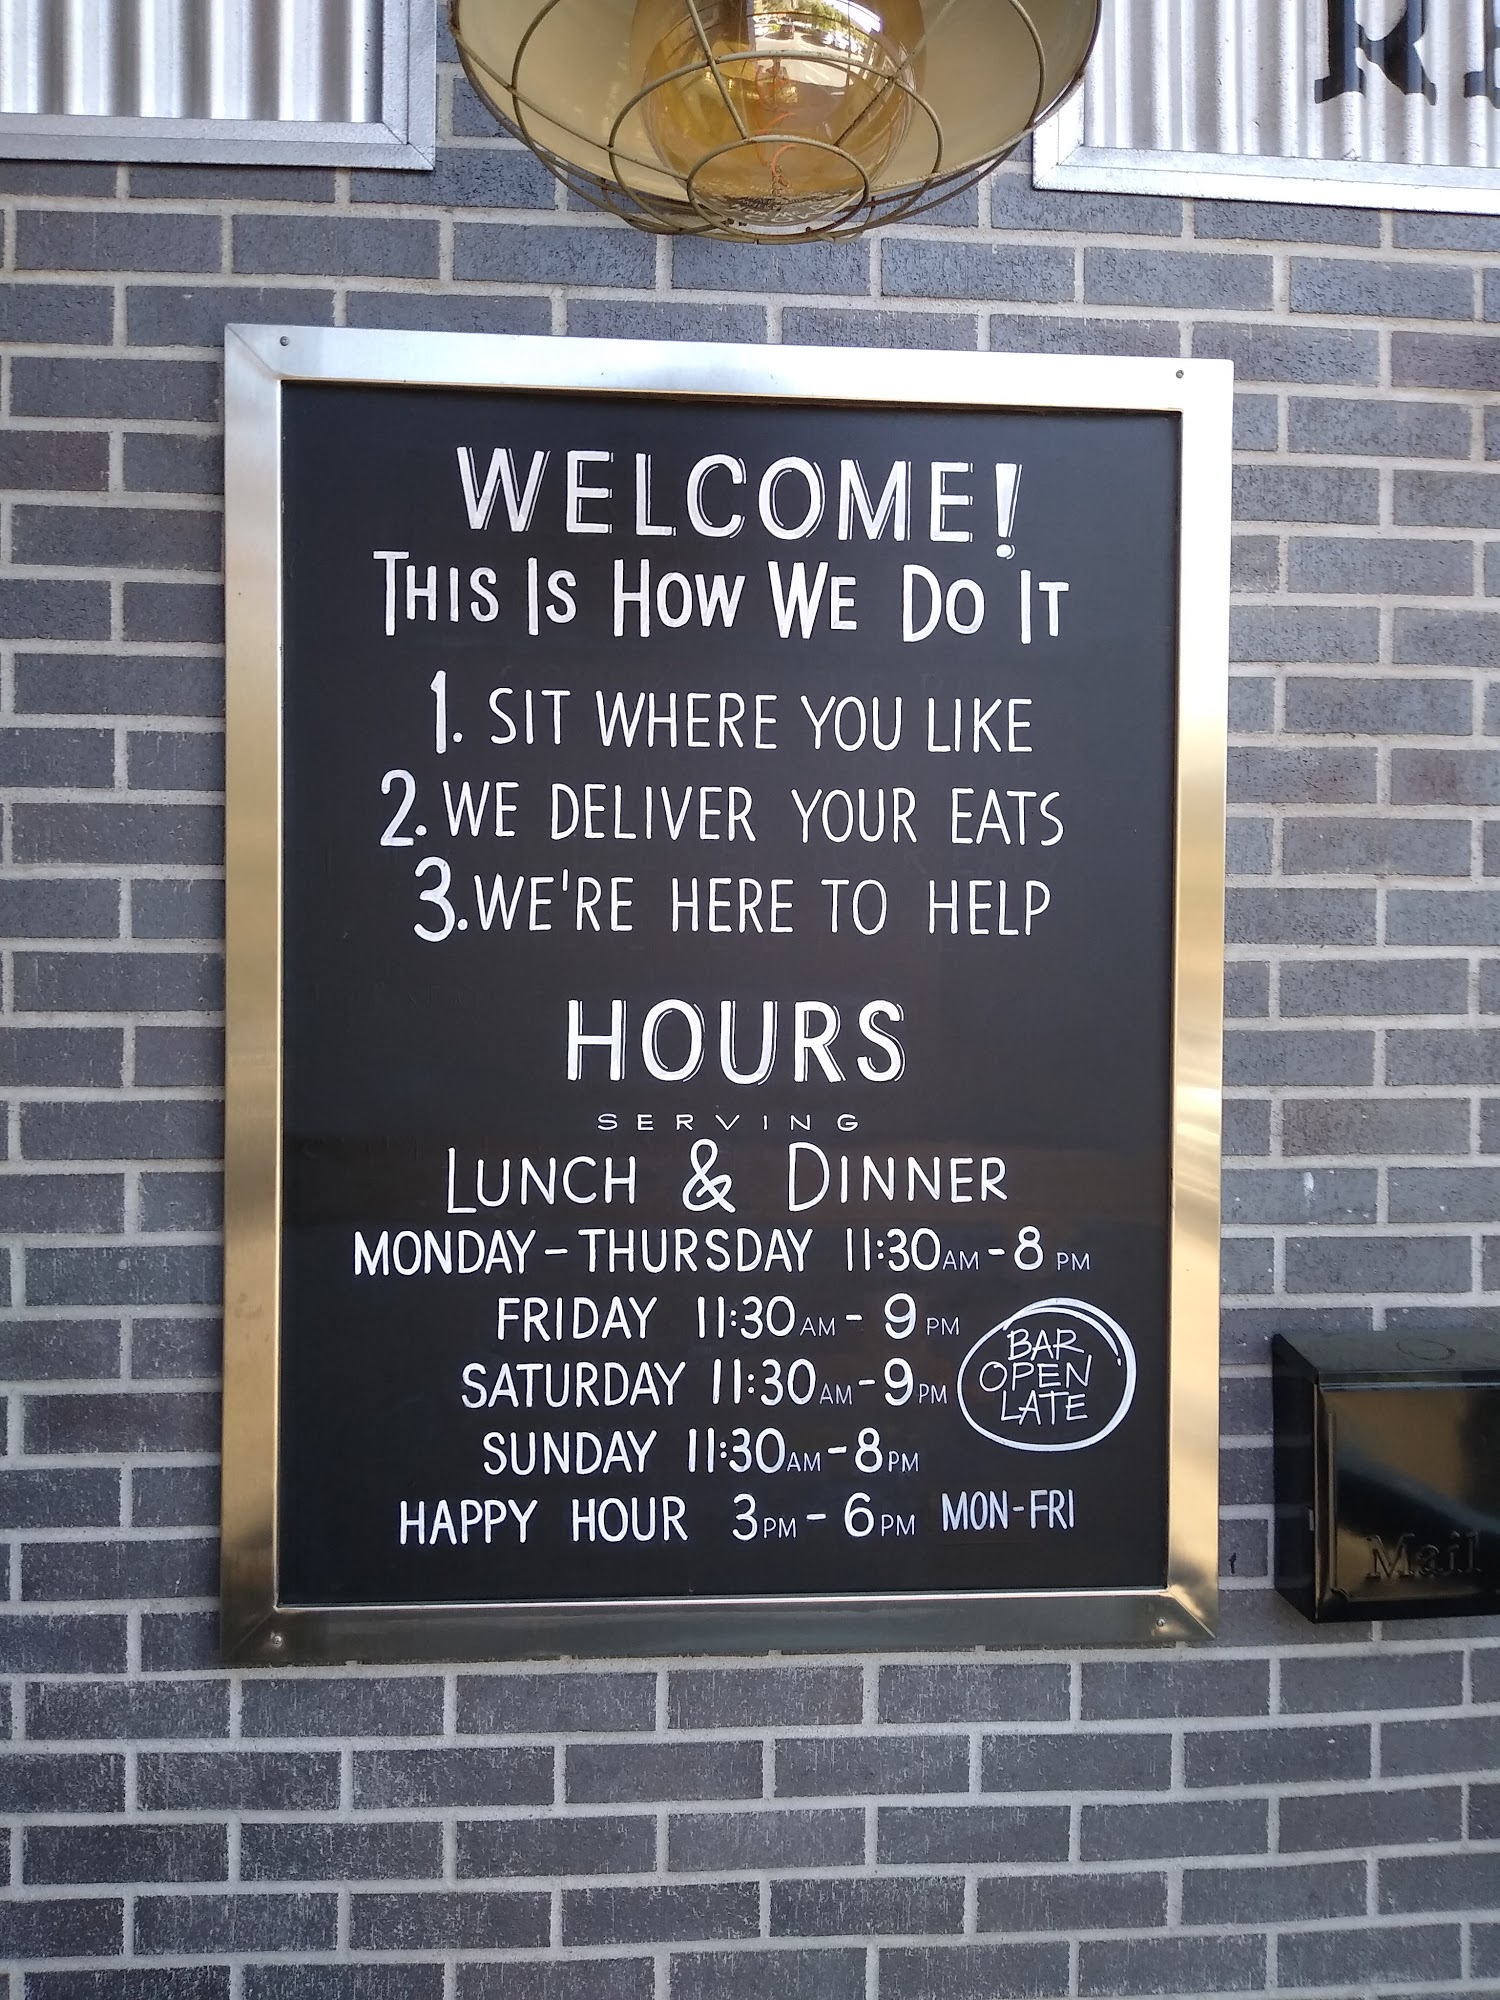 WELCOME!
THIS IS HOW WE DO IT
1. SIT WHERE YOU LIKE
2. WE DELIVER YOUR EATS
3. WE'RE HERE TO HELP
HOURS
SERVING
LUNCH & DINNER
MONDAY-THURSDAY 11:30AM-8 PM
FRIDAY 11:30AM-9 PM
SATURDAY 11:30AM-9PM
BAR
OPEN
LATE
SUNDAY 11:30AM-8PM
HAPPY HOUR 3PM-6PM MON-FRI
Mail